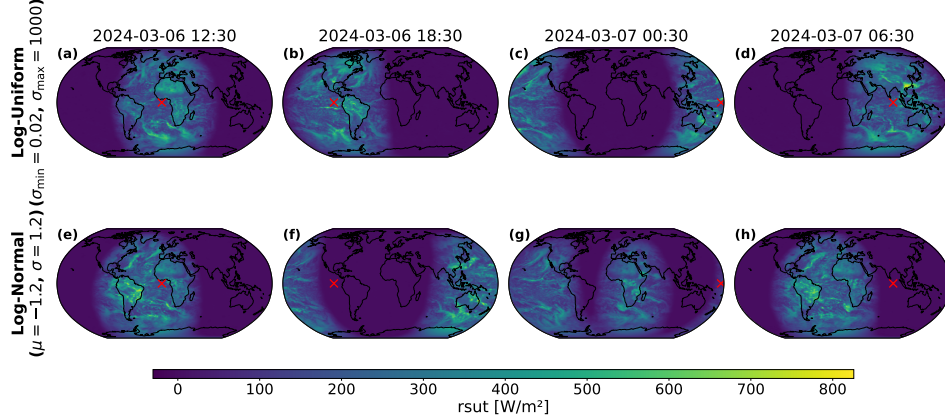 2024-03-06 12:30
2024-03-06 18:30
2024-03-07 00:30
2024-03-07 06:30
Log-Uniform
(σmin = 0.02, σmax = 1000)
(a)
(b)
(c)
(d)
Log-Normal
(μ = −1.2, σ = 1.2)
(e)
(f)
(g)
(h)
0 100 200 300 400 500 600 700 800
rsut [W/m²]